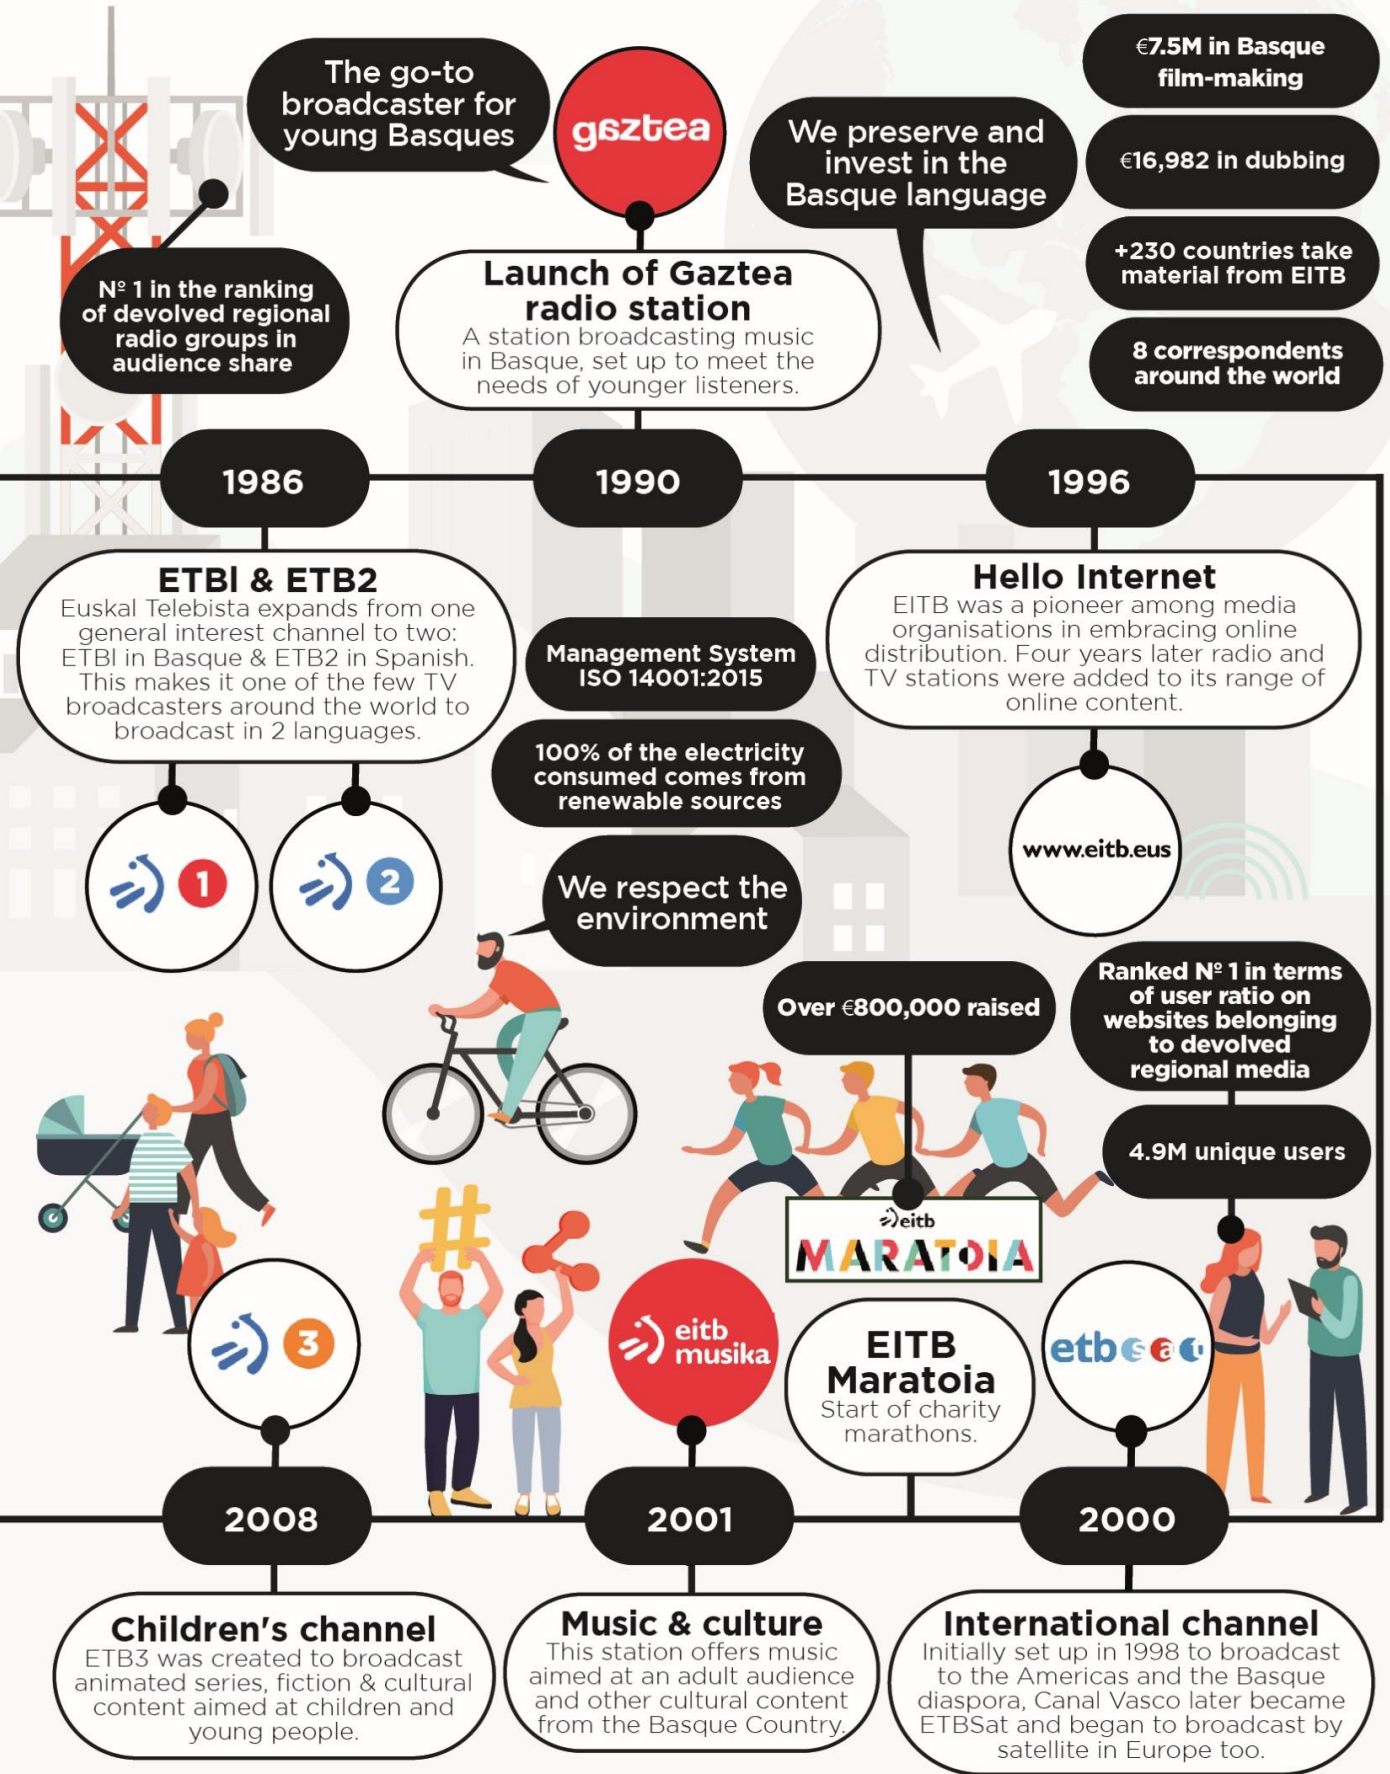 The go-to
broadcaster for
young Basques
gaztea
We preserve and
invest in the
Basque language
€7.5M in Basque
film-making
€16,982 in dubbing
+230 countries take
material from EITB
8 correspondents
around the world
Nº 1 in the ranking
of devolved regional
radio groups in
audience share
Launch of Gaztea
radio station
A station broadcasting music
in Basque, set up to meet the
needs of younger listeners.
1986
1990
1996
ETB1 & ETB2
Euskal Telebista expands from one
general interest channel to two:
ETB1 in Basque & ETB2 in Spanish.
This makes it one of the few TV
broadcasters around the world to
broadcast in 2 languages.
1
2
Management System
ISO 14001:2015
100% of the electricity
consumed comes from
renewable sources
We respect the
environment
Hello Internet
EITB was a pioneer among media
organisations in embracing online
distribution. Four years later radio and
TV stations were added to its range of
online content.
www.eitb.eus
Over €800,000 raised
Ranked Nº 1 in terms
of user ratio on
websites belonging
to devolved
regional media
4.9M unique users
#
3
eitb
musika
eitb
MARATOIA
EITB
Maratoia
Start of charity
marathons.
etbsat
2008
2001
2000
Children's channel
ETB3 was created to broadcast
animated series, fiction & cultural
content aimed at children and
young people.
Music & culture
This station offers music
aimed at an adult audience
and other cultural content
from the Basque Country.
International channel
Initially set up in 1998 to broadcast
to the Americas and the Basque
diaspora, Canal Vasco later became
ETBSat and began to broadcast by
satellite in Europe too.